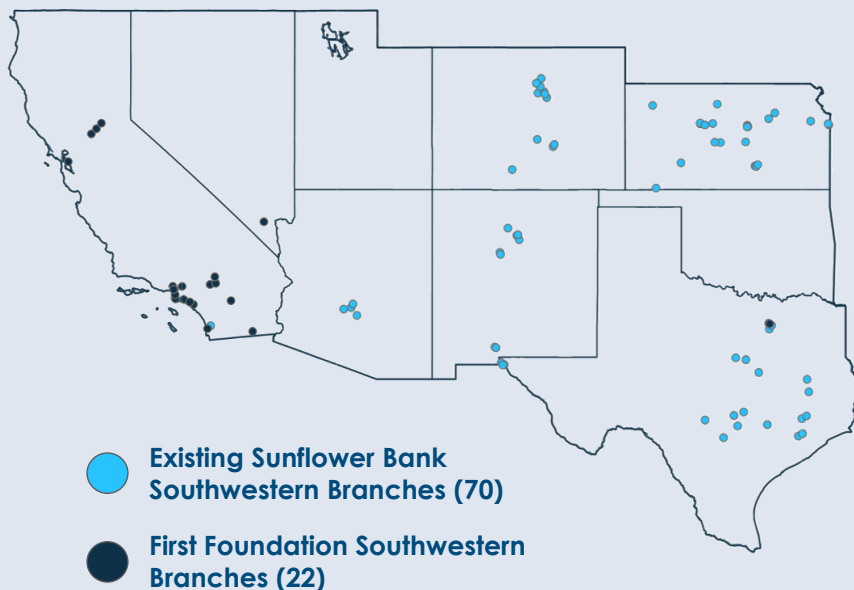 Existing Sunflower Bank
Southwestern Branches (70)
First Foundation Southwestern
Branches (22)